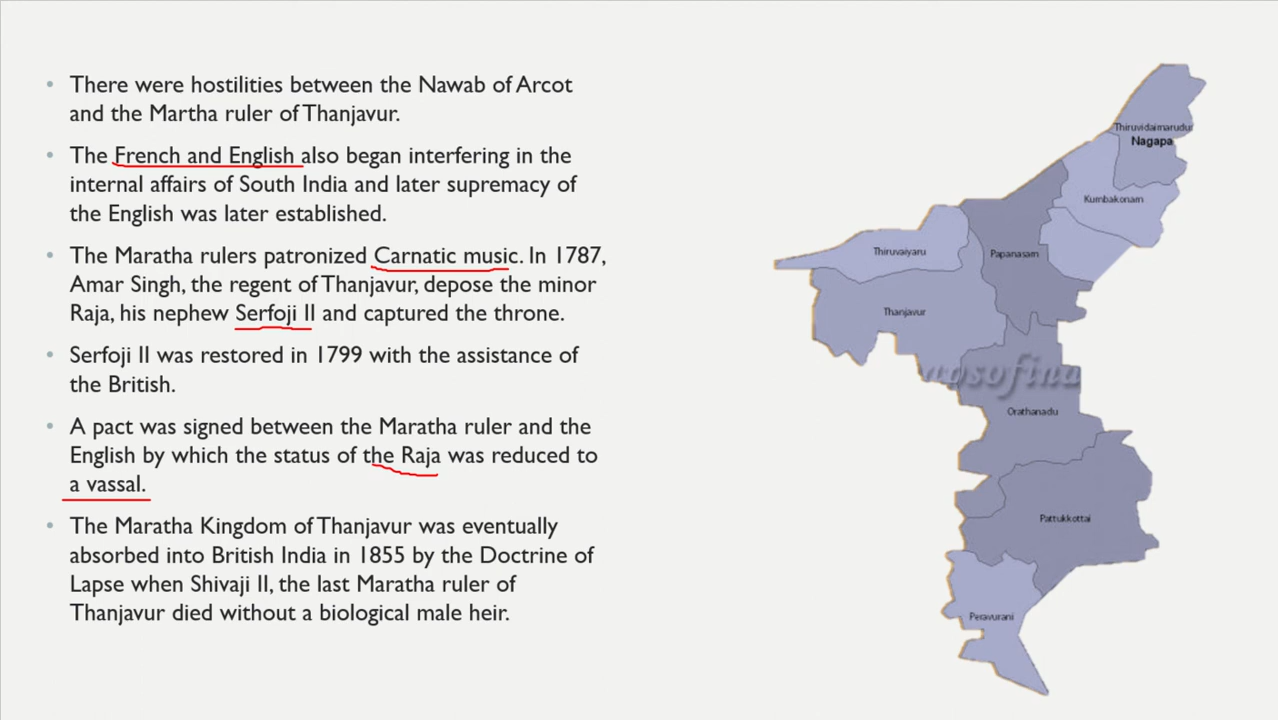 • There were hostilities between the Nawab of Arcot
and the Martha ruler of Thanjavur.
• The French and English also began interfering in the
internal affairs of South India and later supremacy of
the English was later established.
• The Maratha rulers patronized Carnatic music. In 1787,
Amar Singh, the regent of Thanjavur, depose the minor
Raja, his nephew Serfoji II and captured the throne.
• Serfoji II was restored in 1799 with the assistance of
the British.
• A pact was signed between the Maratha ruler and the
English by which the status of the Raja was reduced to
a vassal.
• The Maratha Kingdom of Thanjavur was eventually
absorbed into British India in 1855 by the Doctrine of
Lapse when Shivaji II, the last Maratha ruler of
Thanjavur died without a biological male heir.
Thiruvidaimarudur
Nagapa
Kumbakonam
Thiruvaiyaru
Papanasam
Thanjavur
Orathanadu
Pattukkottai
Peravurani